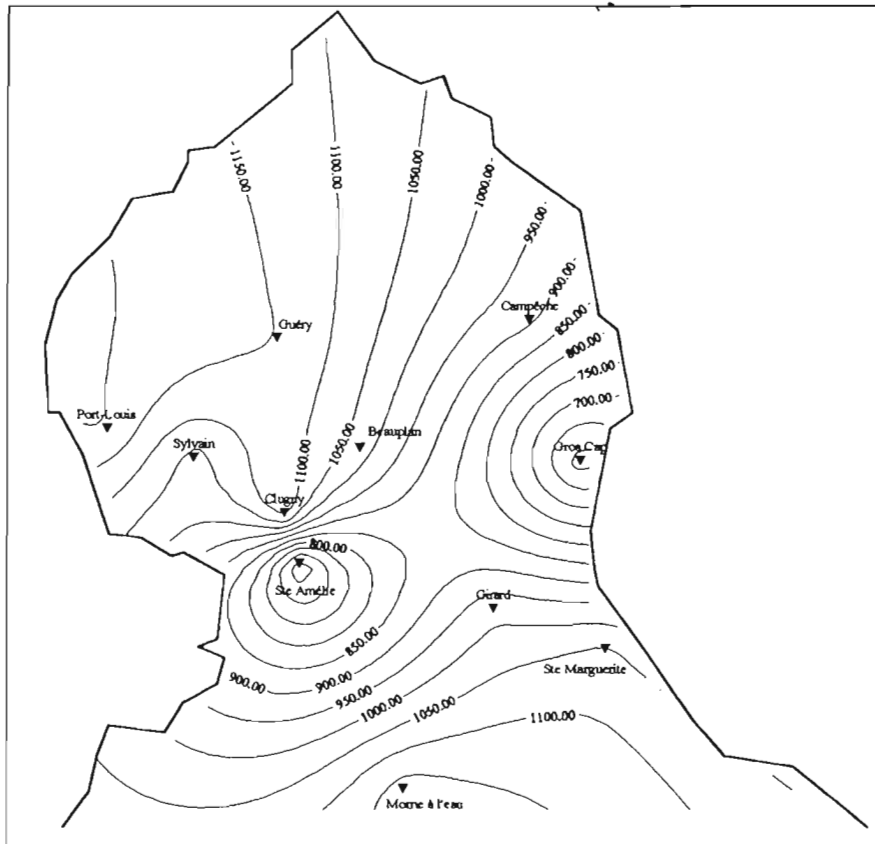 1150.00
1100.00
1050.00
1000.00
950.00
900.00
850.00
800.00
750.00
700.00
Campêche
Guéry
Port-Louis
Sylvain
Beauplan
Gros Cap
1100.00
1050.00
Clugny
800.00
Ste Amélie
Girard
850.00
Ste Marguerite
900.00
900.00
950.00
1000.00
1050.00
1100.00
Morne à l'eau